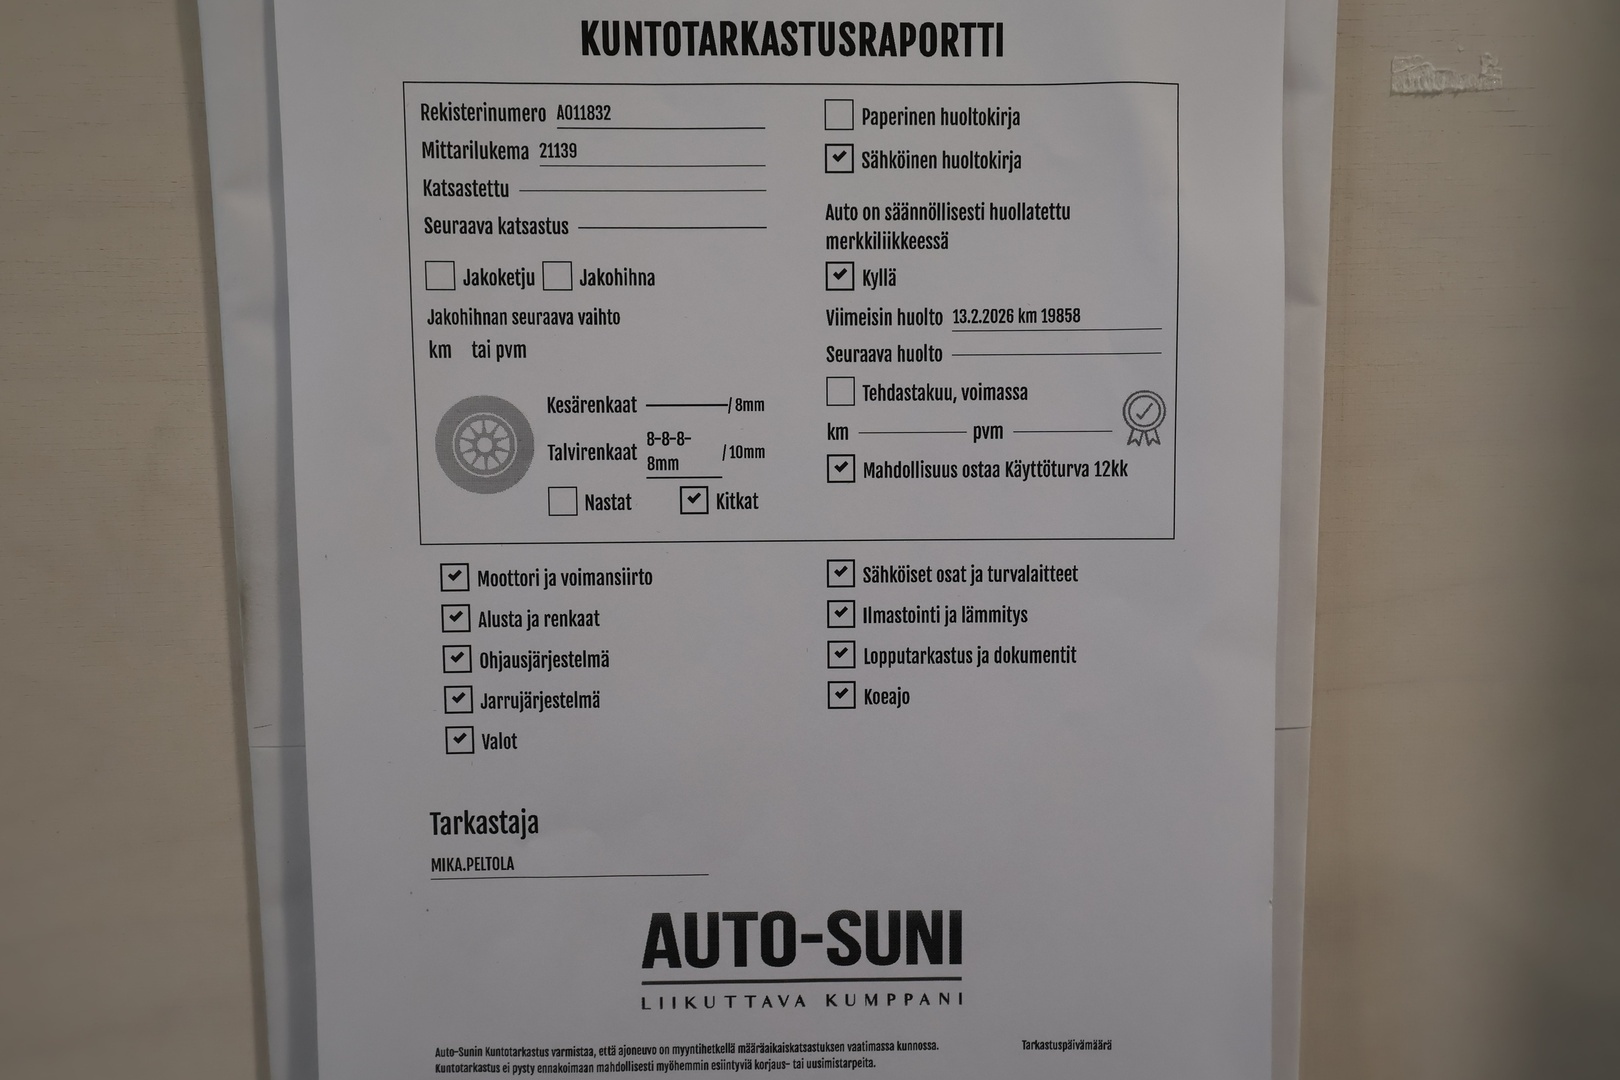 KUNTOTARKASTUSRAPORTTI
Rekisterinumero AO11832
Mittarilukema 21139
Katsastettu
Seuraava katsastus
Jakoketju Jakohihna
Jakohihnan seuraava vaihto
km tai pvm
Kesärenkaat / 8mm
Talvirenkaat 8-8-8-
8mm / 10mm
Nastat Kitkat
Paperinen huoltokirja
Sähköinen huoltokirja
Auto on säännöllisesti huollatettu
merkkiliikkeessä
Kyllä
Viimeisin huolto 13.2.2026 km 19858
Seuraava huolto
Tehdastakuu, voimassa
km pvm
Mahdollisuus ostaa Käyttöturva 12kk
Moottori ja voimansiirto
Alusta ja renkaat
Ohjausjärjestelmä
Jarrujärjestelmä
Valot
Sähköiset osat ja turvalaitteet
Ilmastointi ja lämmitys
Lopputarkastus ja dokumentit
Koeajo
Tarkastaja
MIKA.PELTOLA
AUTO-SUNI
LIIKUTTAVA KUMPPANI
Auto-Sunin Kuntotarkastus varmistaa, että ajoneuvo on myyntihetkellä määräaikaiskatsastuksen vaatimassa kunnossa.
Kuntotarkastus ei pysty ennakoimaan mahdollisesti myöhemmin esiintyviä korjaus- tai uusimistarpeita.
Tarkastuspäivämäärä